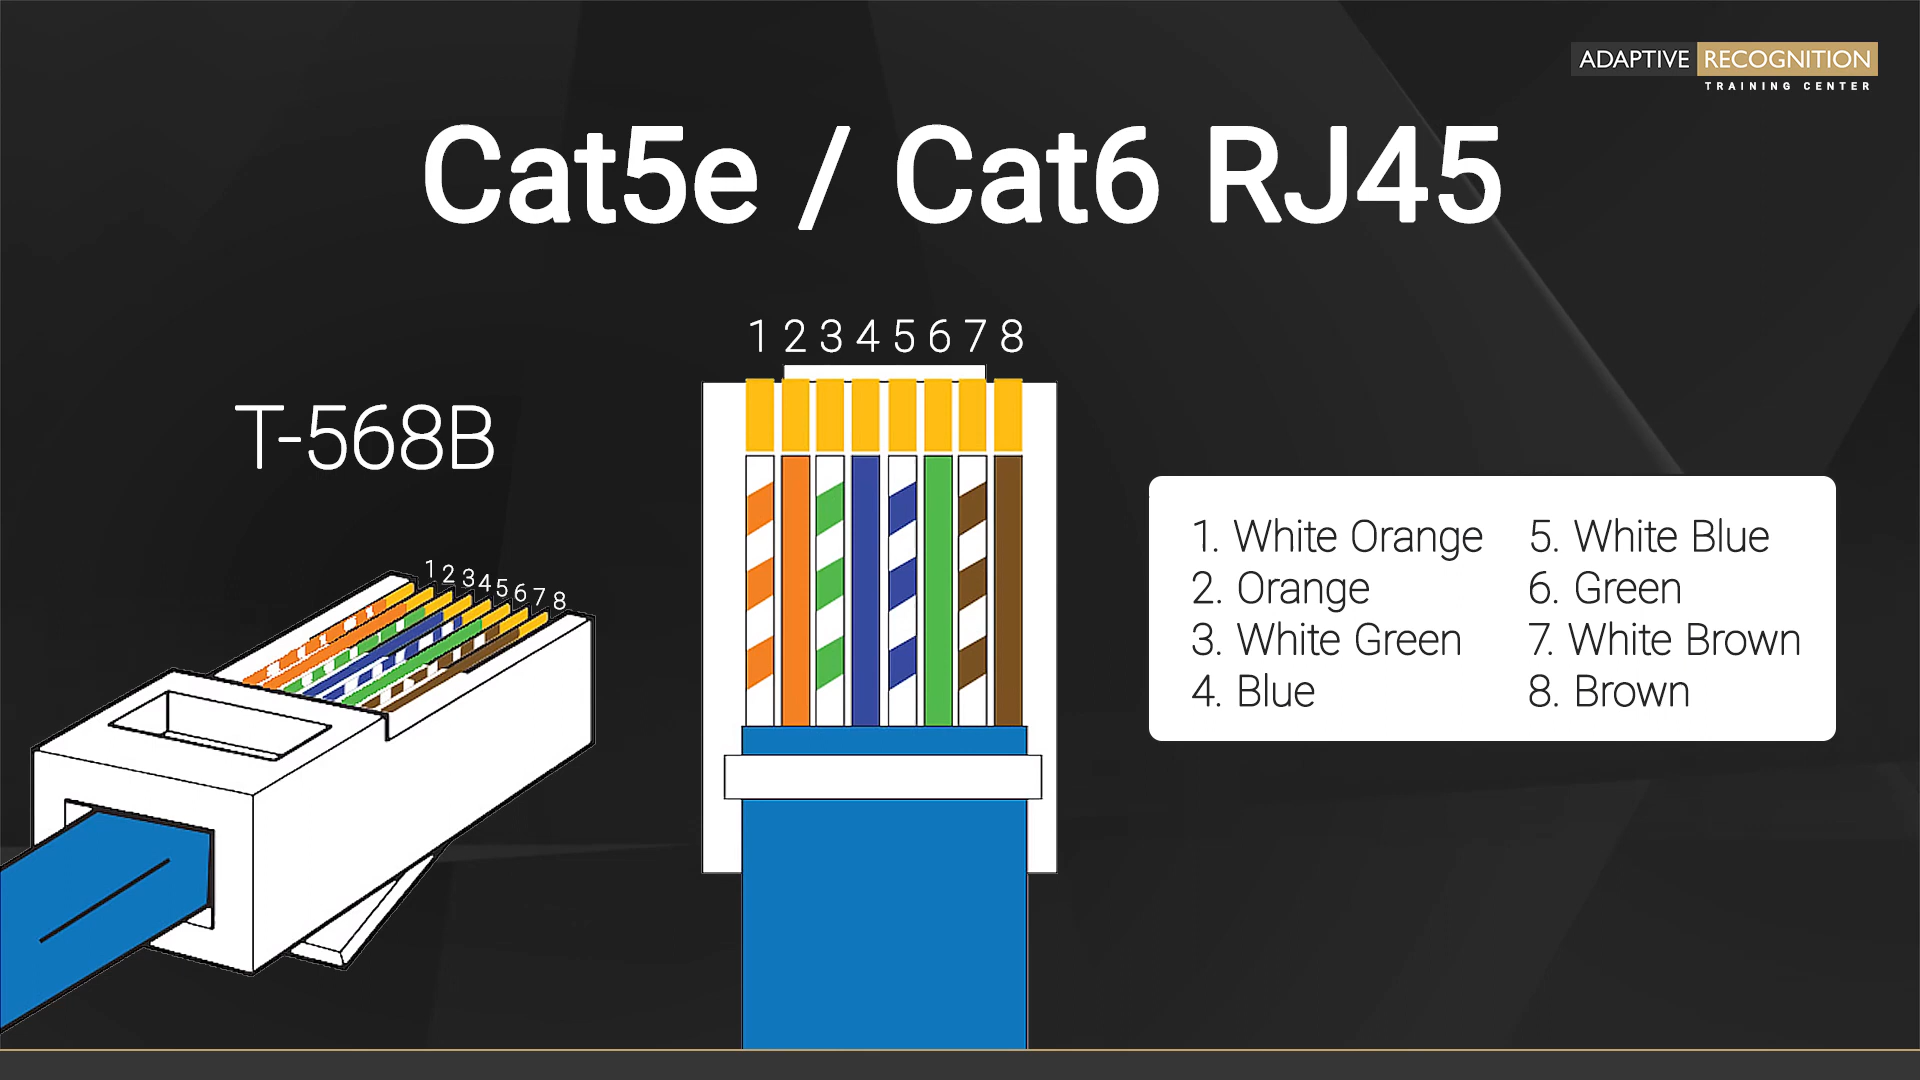 ADAPTIVE RECOGNITION
TRAINING CENTER
Cat5e / Cat6 RJ45
1 2 3 4 5 6 7 8
T-568B
1 2 3 4 5 6 7 8
1. White Orange
2. Orange
3. White Green
4. Blue
5. White Blue
6. Green
7. White Brown
8. Brown